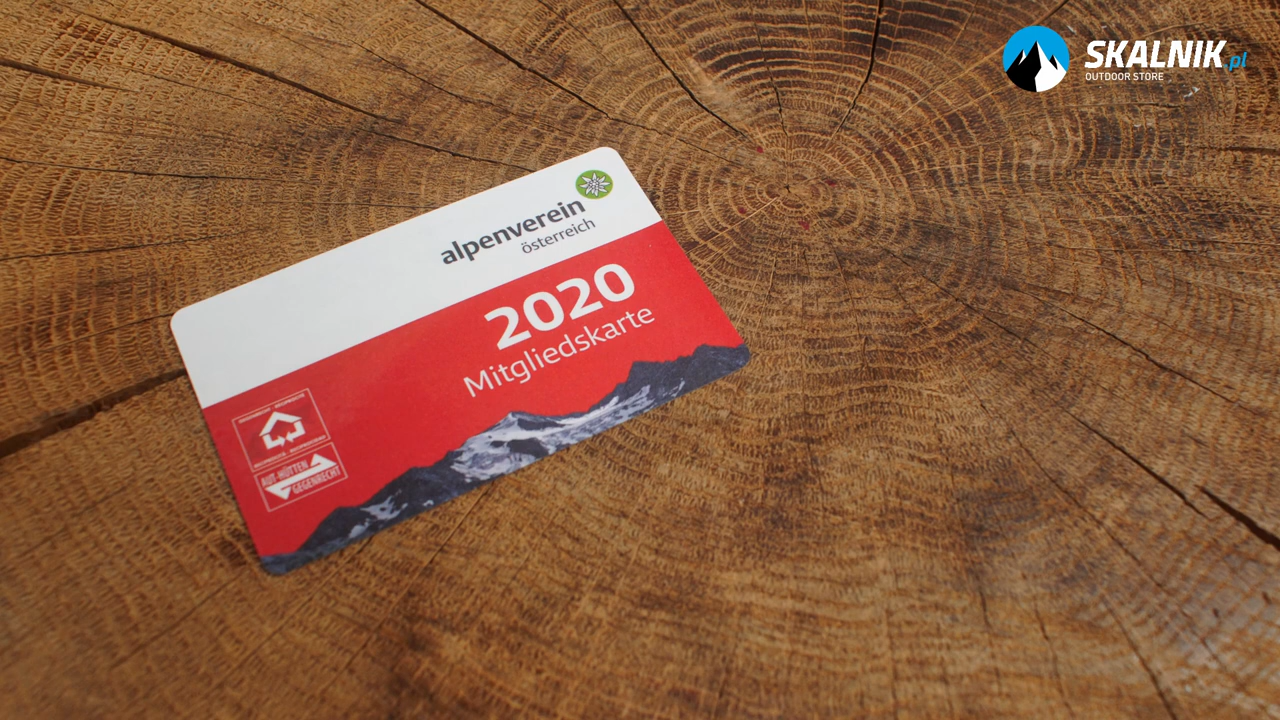 SKALNIK.pl
OUTDOOR STORE
alpenverein
österreich
2020
Mitgliedskarte
AUT-HÜTTEN
GEGENRECHT